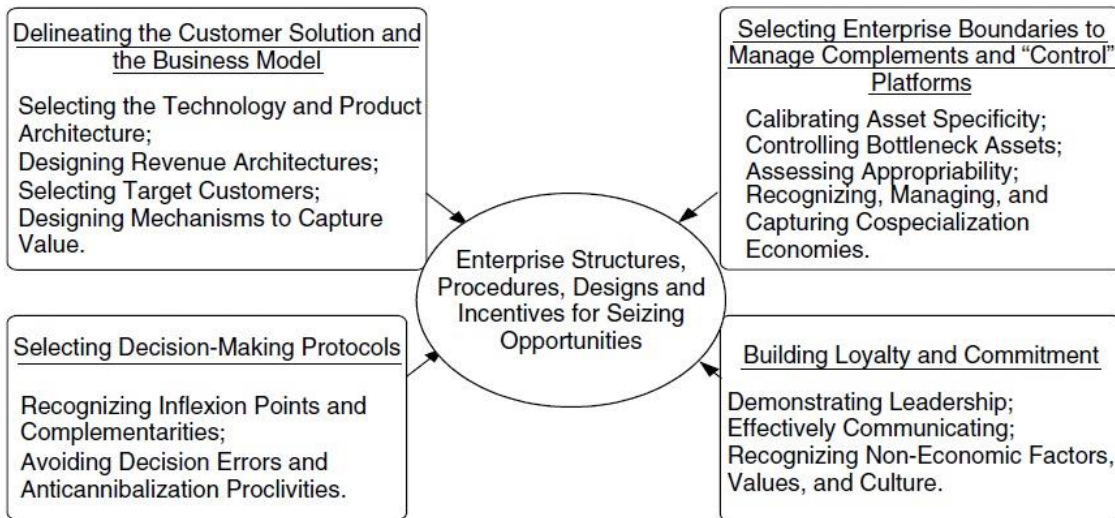 Delineating the Customer Solution and
the Business Model
Selecting the Technology and Product
Architecture;
Designing Revenue Architectures;
Selecting Target Customers;
Designing Mechanisms to Capture
Value.
Selecting Enterprise Boundaries to
Manage Complements and “Control”
Platforms
Calibrating Asset Specificity;
Controlling Bottleneck Assets;
Assessing Appropriability;
Recognizing, Managing, and
Capturing Cospecialization
Economies.
Enterprise Structures,
Procedures, Designs and
Incentives for Seizing
Opportunities
Selecting Decision-Making Protocols
Recognizing Inflexion Points and
Complementarities;
Avoiding Decision Errors and
Anticannibalization Proclivities.
Building Loyalty and Commitment
Demonstrating Leadership;
Effectively Communicating;
Recognizing Non-Economic Factors,
Values, and Culture.